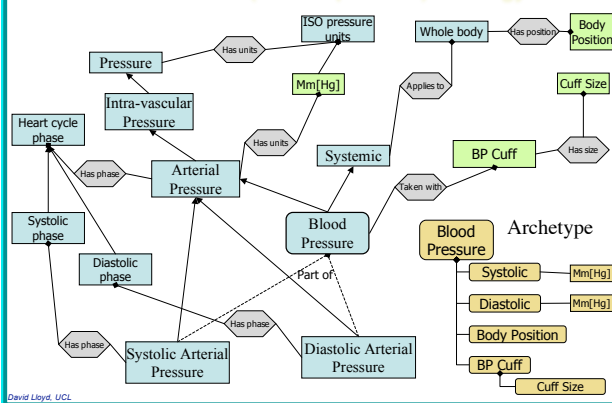 ISO pressure
units
Whole body
Has position
Body
Position
Has units
Pressure
Mm[Hg]
Applies to
Cuff Size
Intra-vascular
Pressure
Heart cycle
phase
Has units
Has phase
Arterial
Pressure
Systemic
BP Cuff
Has size
Taken with
Systolic
phase
Blood
Pressure
Blood
Pressure
Archetype
Diastolic
phase
Part of
Systolic
Mm[Hg]
Diastolic
Mm[Hg]
Has phase
Has phase
Body Position
Systolic Arterial
Pressure
Diastolic Arterial
Pressure
BP Cuff
Cuff Size
David Lloyd, UCL